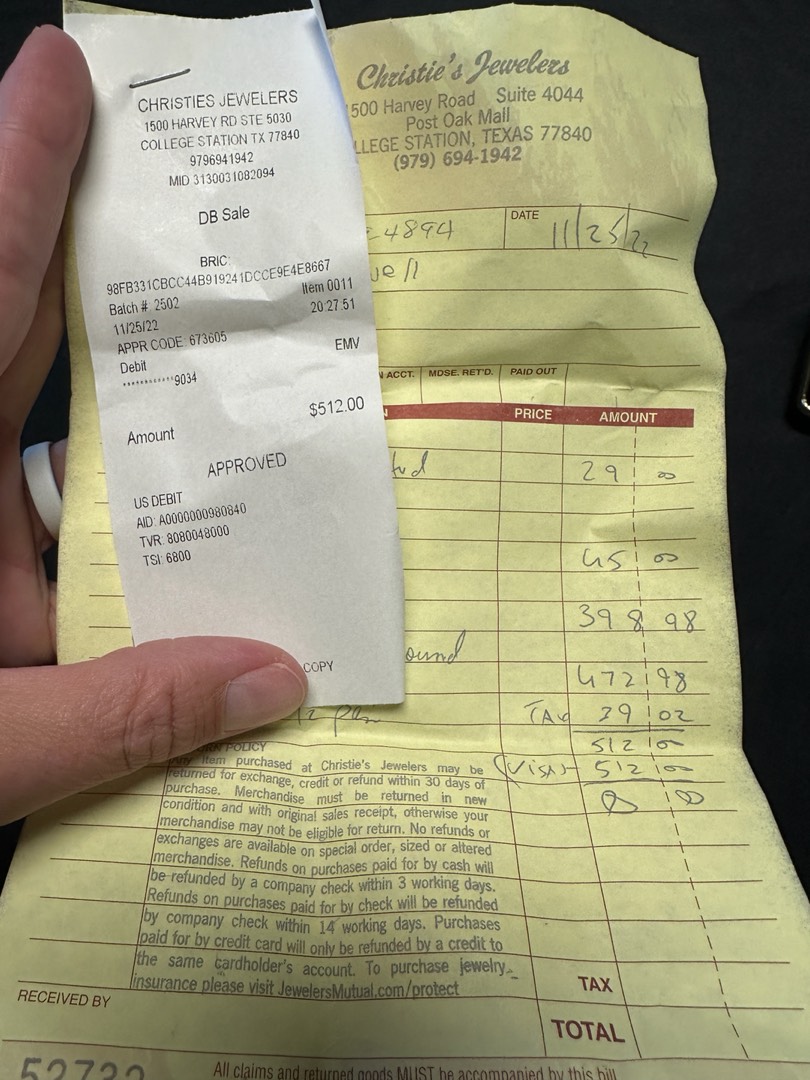 CHRISTIES JEWELERS
1500 HARVEY RD STE 5030
COLLEGE STATION TX 77840
9796941942
MID 3130031082094
DB Sale
BRIC:
98FB331CBCC44B919241DCCE9E4E8667
Batch # 2502 Item 0011
11/25/22 20:27:51
APPR CODE: 673605
Debit EMV
************9034
Amount $512.00
APPROVED
US DEBIT
AID: A0000000980840
TVR: 8080048000
TSI: 6800
COPY
Christie's Jewelers
1500 Harvey Road Suite 4044
Post Oak Mall
LLEGE STATION, TEXAS 77840
(979) 694-1942
4894 DATE 11/25/22
ACCT. MDSE. RET'D. PAID OUT
PRICE AMOUNT
29 00
45 00
398 98
ound
472 98
TAX 39 02
512 00
(VISA) 512 00
0 00
POLICY
Any item purchased at Christie's Jewelers may be
returned for exchange, credit or refund within 30 days of
purchase. Merchandise must be returned in new
condition and with original sales receipt, otherwise your
merchandise may not be eligible for return. No refunds or
exchanges are available on special order, sized or altered
merchandise. Refunds on purchases paid for by cash will
be refunded by a company check within 3 working days.
Refunds on purchases paid for by check will be refunded
by company check within 14 working days. Purchases
paid for by credit card will only be refunded by a credit to
the same cardholder's account. To purchase jewelry
insurance please visit JewelersMutual.com/protect
TAX
RECEIVED BY
TOTAL
52732
All claims and returned goods MUST be accompanied by this bill